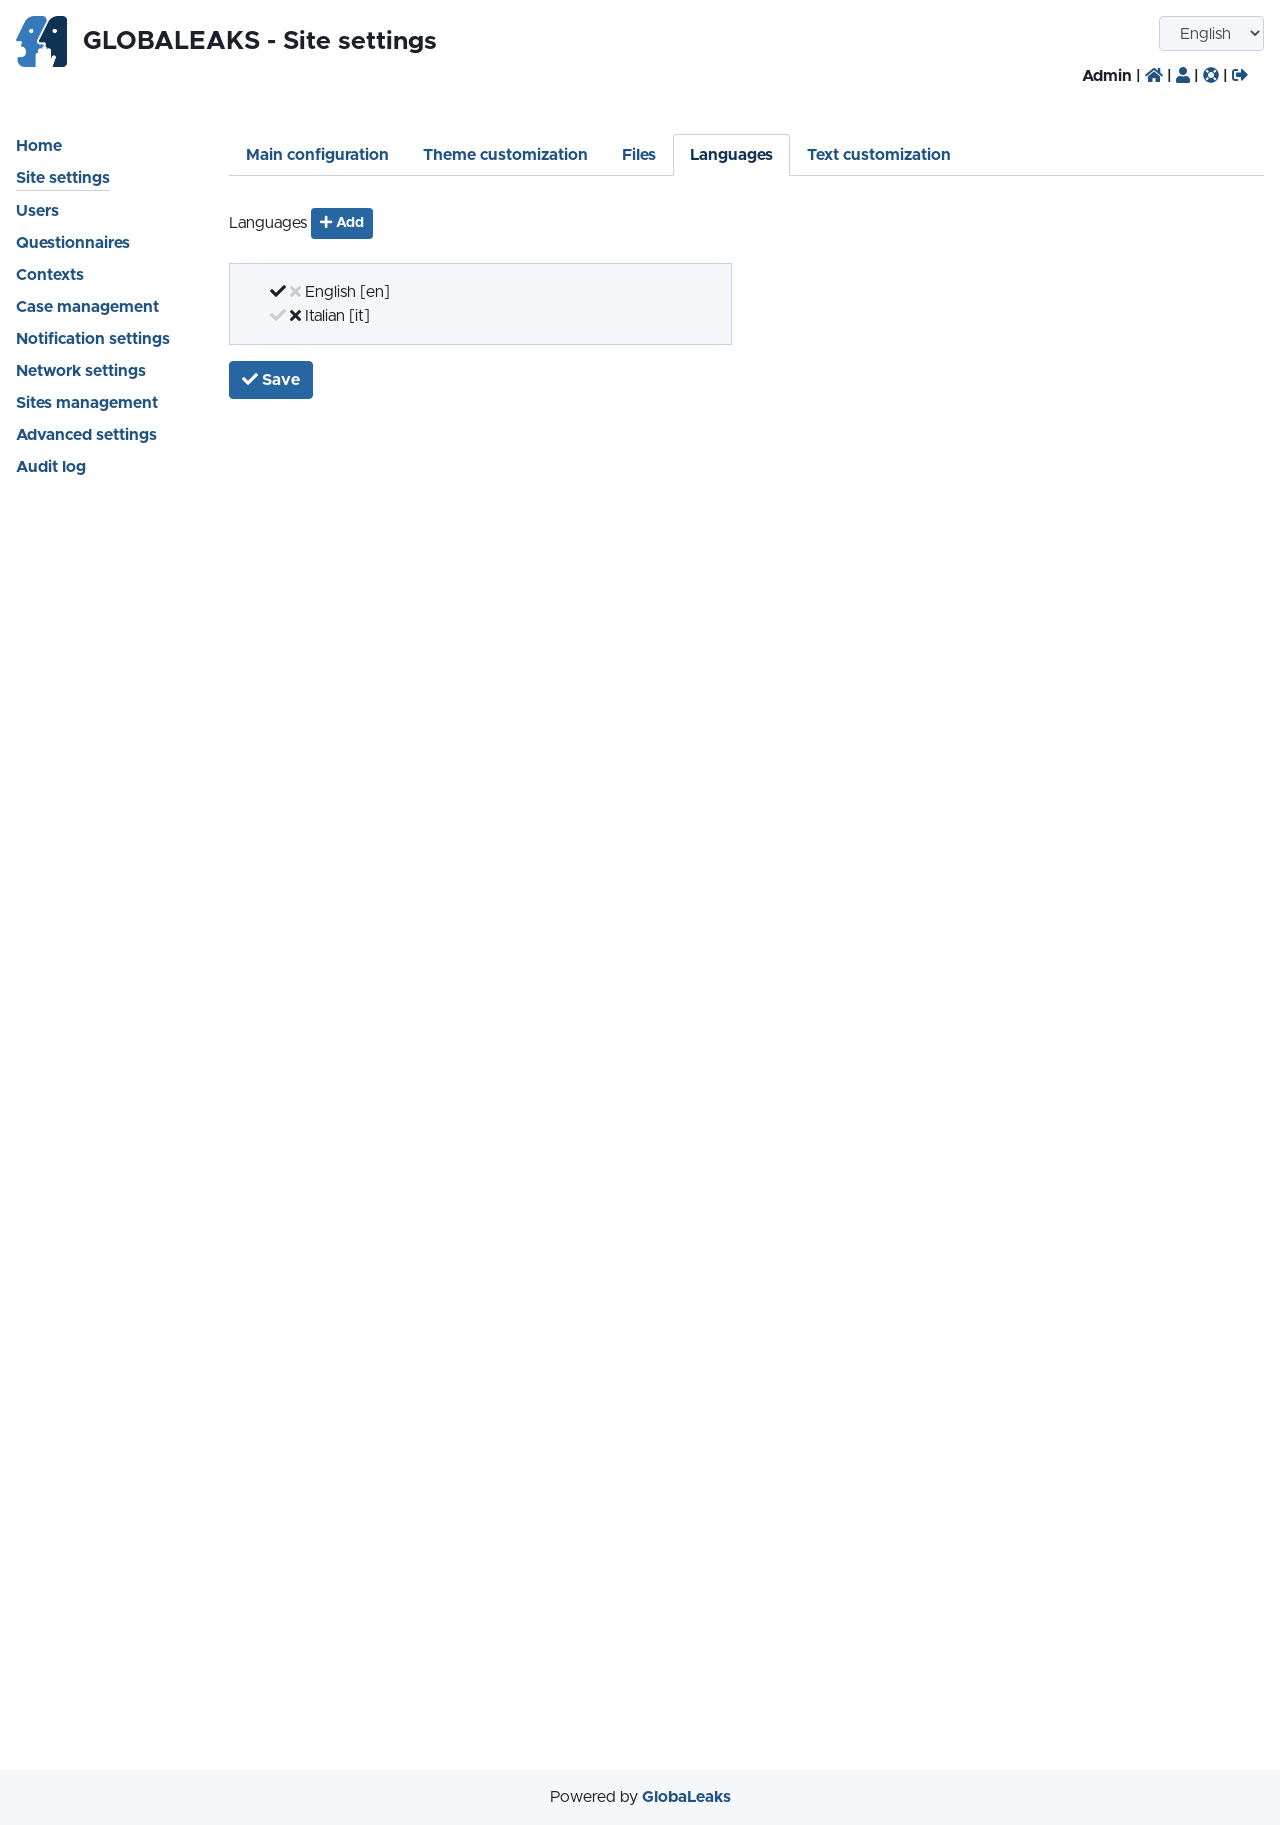 GLOBALEAKS - Site settings
English
Admin | | | |
Home
Site settings
Users
Questionnaires
Contexts
Case management
Notification settings
Network settings
Sites management
Advanced settings
Audit log
Main configuration Theme customization Files Languages Text customization
Languages Add
English [en]
Italian [it]
Save
Powered by GlobaLeaks